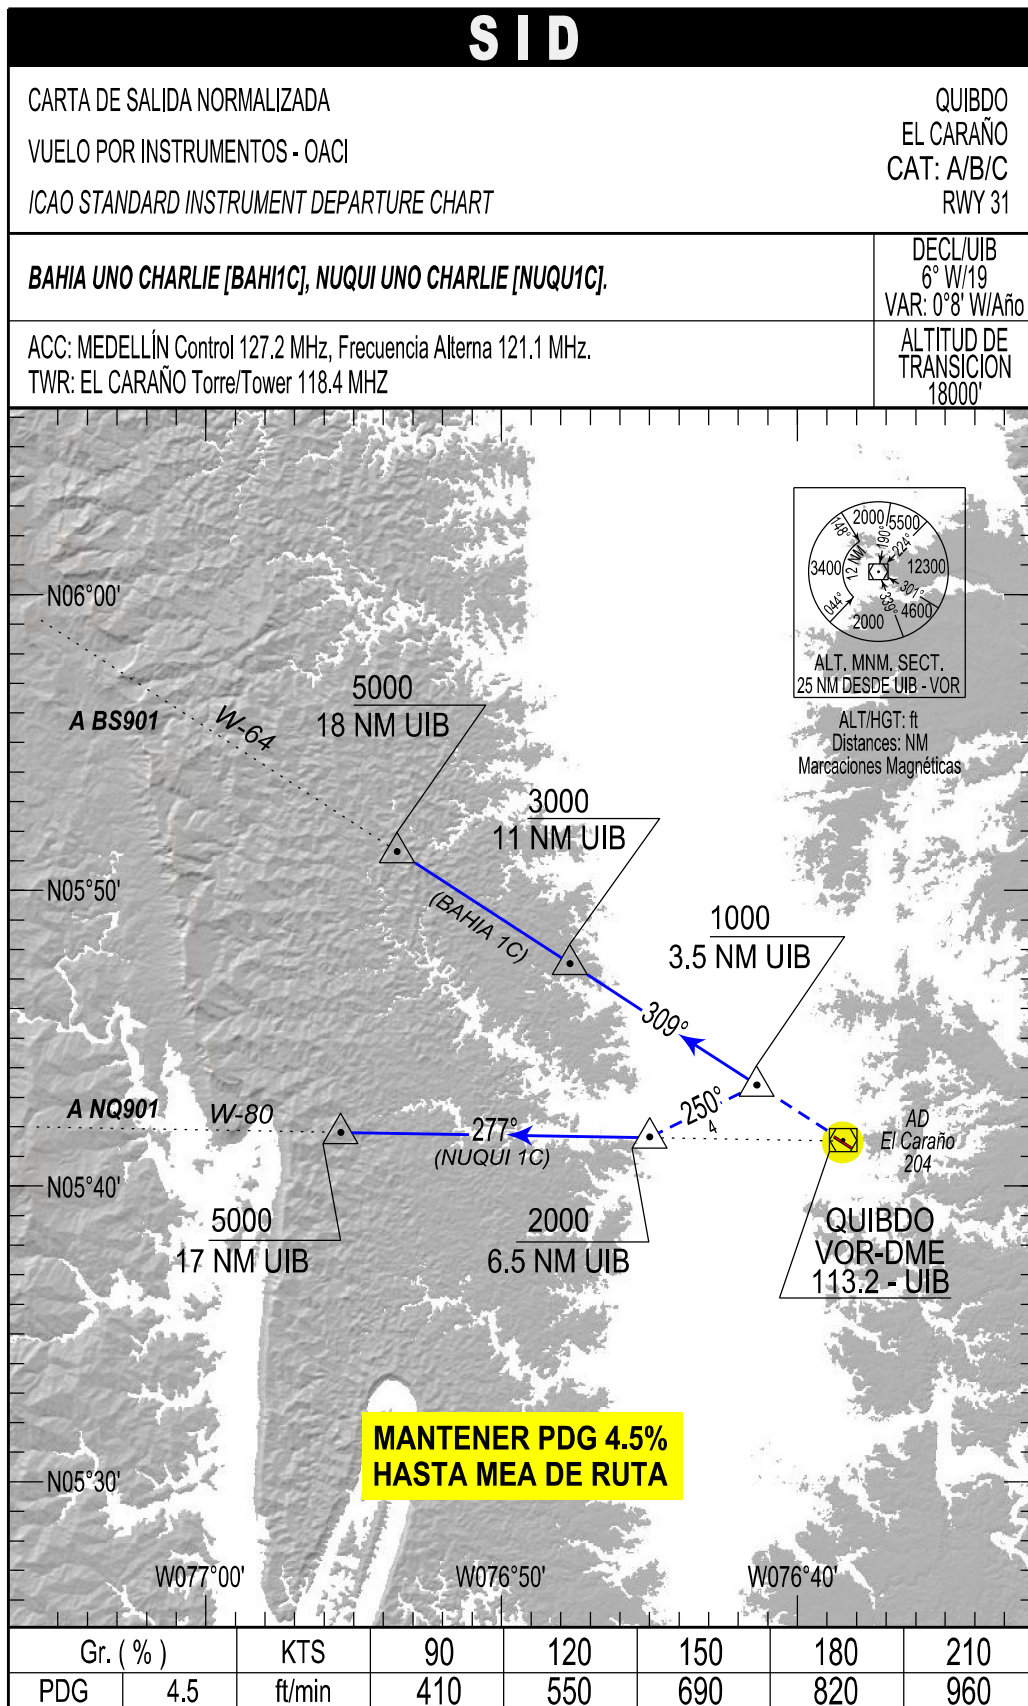 SID
CARTA DE SALIDA NORMALIZADA
VUELO POR INSTRUMENTOS - OACI
ICAO STANDARD INSTRUMENT DEPARTURE CHART
QUIBDO
EL CARAÑO
CAT: A/B/C
RWY 31
BAHIA UNO CHARLIE [BAHI1C], NUQUI UNO CHARLIE [NUQU1C].
DECL/UIB
6° W/19
VAR: 0°8' W/Año
ACC: MEDELLÍN Control 127.2 MHz, Frecuencia Alterna 121.1 MHz.
TWR: EL CARAÑO Torre/Tower 118.4 MHZ
ALTITUD DE
TRANSICION
18000'
2000
5500
148°
190°
224°
3400
12 NM
12300
044°
339°
301°
4600
2000
ALT. MNM. SECT.
25 NM DESDE UIB - VOR
ALT/HGT: ft
Distances: NM
Marcaciones Magnéticas
N06°00'
A BS901
W-64
5000
18 NM UIB
3000
11 NM UIB
N05°50'
(BAHIA 1C)
1000
3.5 NM UIB
309°
A NQ901
W-80
277°
(NUQUI 1C)
250°
4
AD
El Caraño
204
N05°40'
5000
17 NM UIB
2000
6.5 NM UIB
QUIBDO
VOR-DME
113.2 - UIB
MANTENER PDG 4.5%
HASTA MEA DE RUTA
N05°30'
W077°00'
W076°50'
W076°40'
Gr. ( % ) KTS 90 120 150 180 210
PDG 4.5 ft/min 410 550 690 820 960